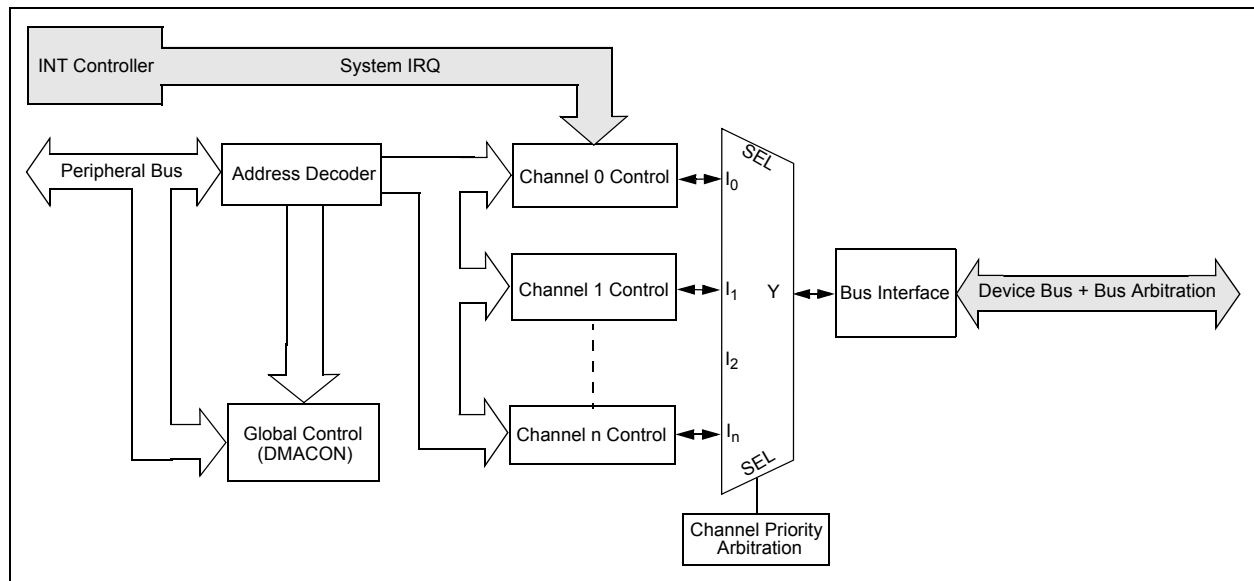 INT Controller
System IRQ
Peripheral Bus
Address Decoder
Channel 0 Control
I0
SEL
Channel 1 Control
I1
Y
Bus Interface
Device Bus + Bus Arbitration
I2
Global Control
(DMACON)
Channel n Control
In
SEL
Channel Priority
Arbitration